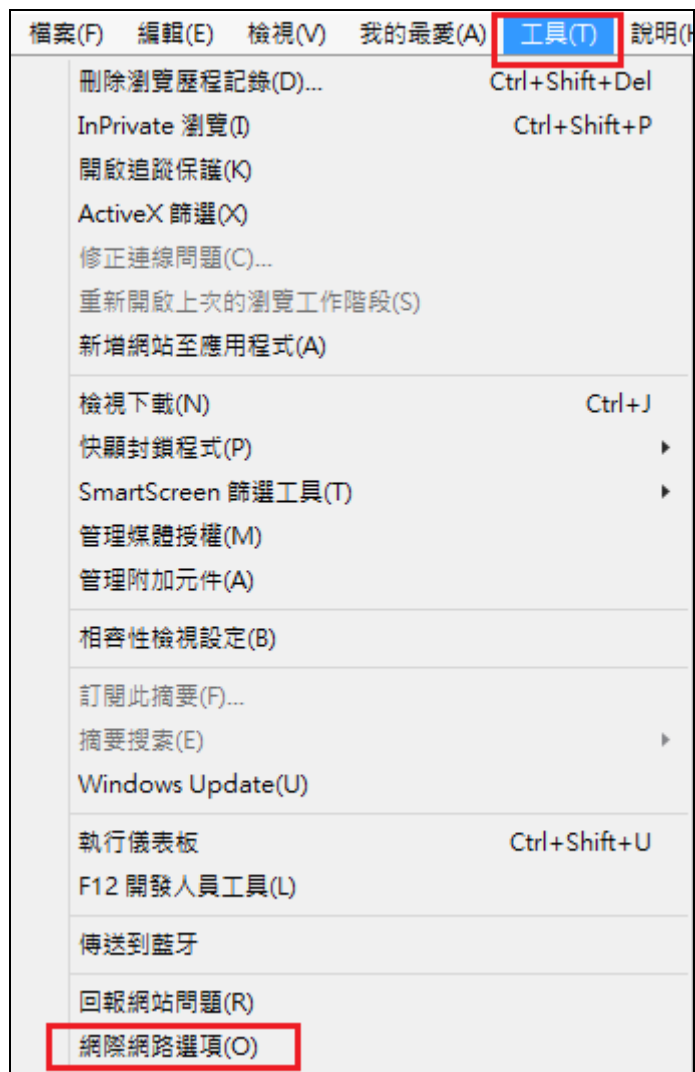 檔案(F) 編輯(E) 檢視(V) 我的最愛(A) 工具(T) 說明(H
刪除瀏覽歷程記錄(D)... Ctrl+Shift+Del
InPrivate 瀏覽(I) Ctrl+Shift+P
開啟追蹤保護(K)
ActiveX 篩選(X)
修正連線問題(C)...
重新開啟上次的瀏覽工作階段(S)
新增網站至應用程式(A)
檢視下載(N) Ctrl+J
快顯封鎖程式(P)
SmartScreen 篩選工具(T)
管理媒體授權(M)
管理附加元件(A)
相容性檢視設定(B)
訂閱此摘要(F)...
摘要搜索(E)
Windows Update(U)
執行儀表板 Ctrl+Shift+U
F12 開發人員工具(L)
傳送到藍牙
回報網站問題(R)
網際網路選項(O)